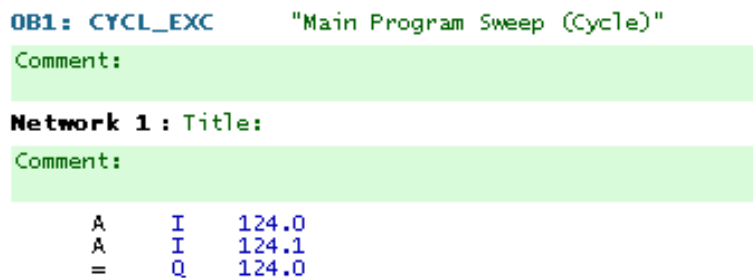 OB1: CYCL_EXC "Main Program Sweep (Cycle)"
Comment:
Network 1: Title:
Comment:
A I 124.0
A I 124.1
= Q 124.0